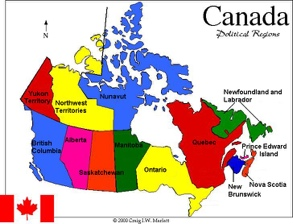 Canada
Political Regions
N
Yukon
Territory
Northwest
Territories
Nunavut
British
Columbia
Alberta
Saskatchewan
Manitoba
Ontario
Quebec
Newfoundland and
Labrador
Prince Edward
Island
Nova Scotia
New
Brunswick
© 2000 Craig I.W. Marlett